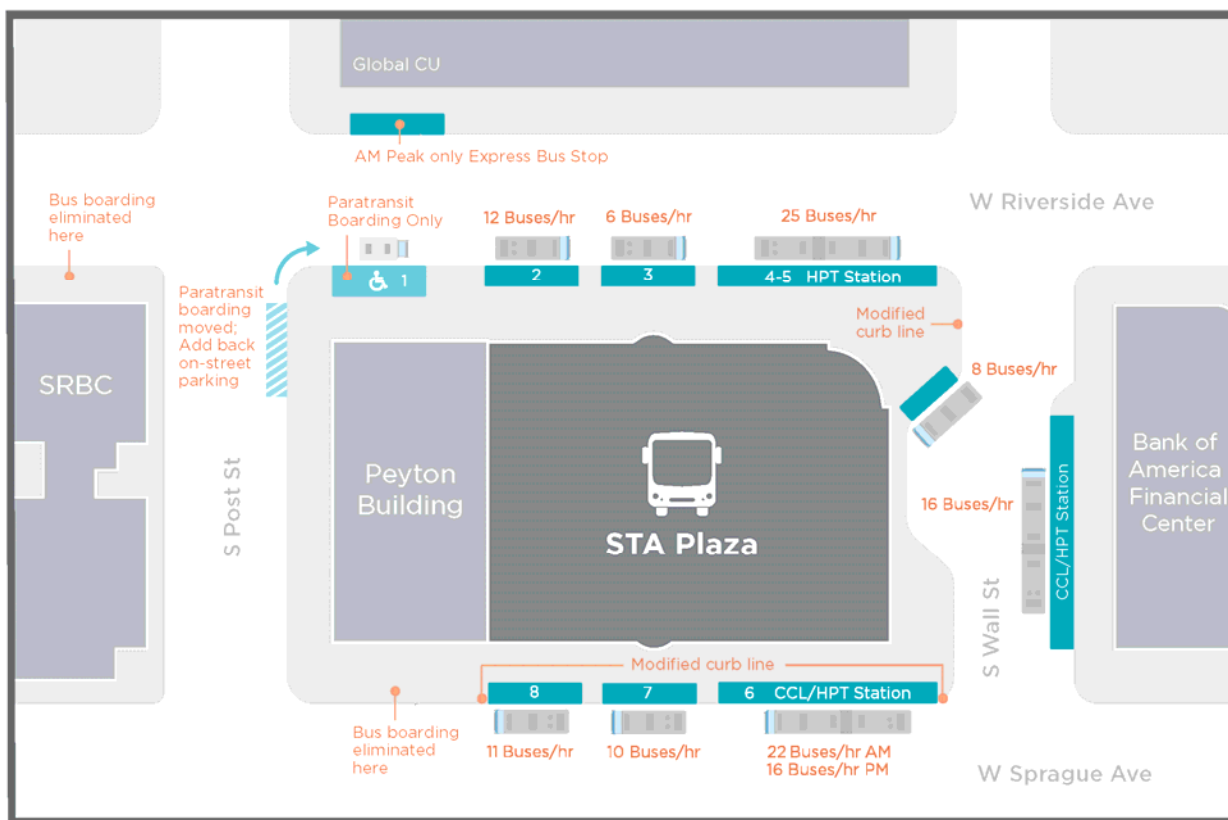 Global CU
AM Peak only Express Bus Stop
W Riverside Ave
Bus boarding
eliminated
here
Paratransit
Boarding Only
12 Buses/hr
6 Buses/hr
25 Buses/hr
1
2
3
4-5 HPT Station
Paratransit
boarding
moved;
Add back
on-street
parking
Modified
curb line
8 Buses/hr
SRBC
S Post St
Peyton
Building
STA Plaza
16 Buses/hr
CCL/HPT Station
Bank of
America
Financial
Center
S Wall St
Modified curb line
8
7
6 CCL/HPT Station
Bus boarding
eliminated
here
11 Buses/hr
10 Buses/hr
22 Buses/hr AM
16 Buses/hr PM
W Sprague Ave